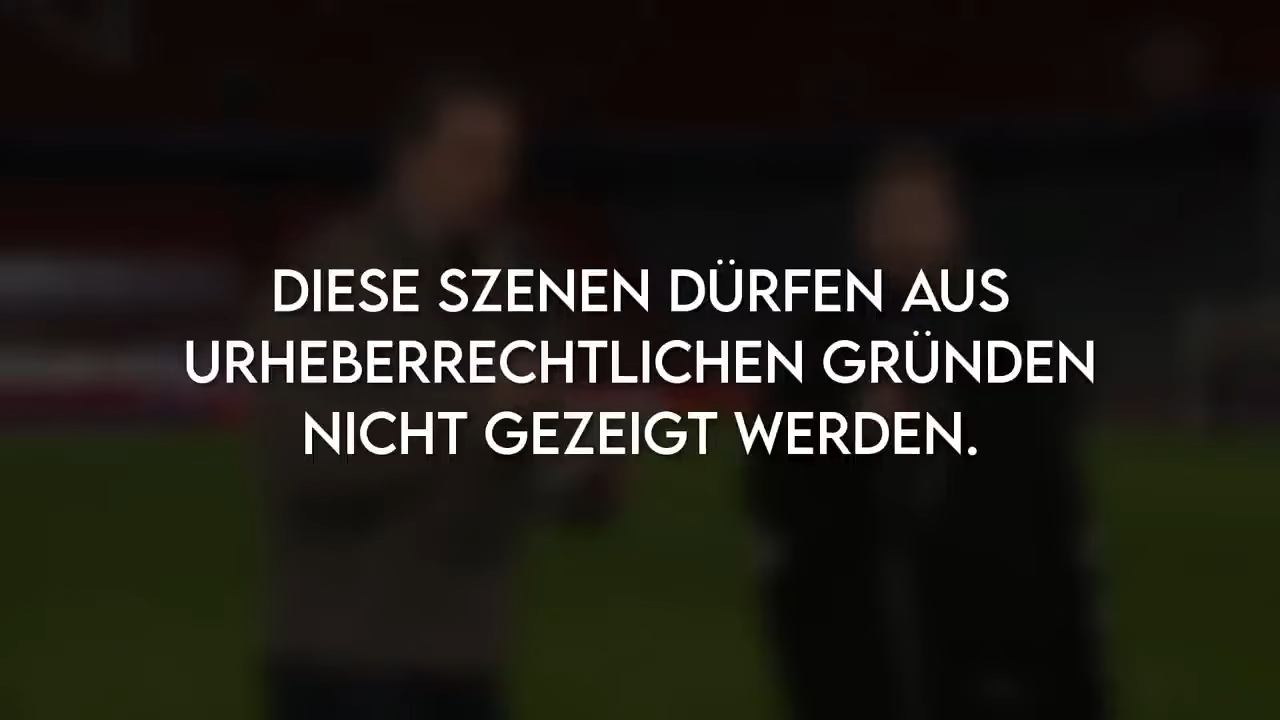 DIESE SZENEN DÜRFEN AUS
URHEBERRECHTLICHEN GRÜNDEN
NICHT GEZEIGT WERDEN.